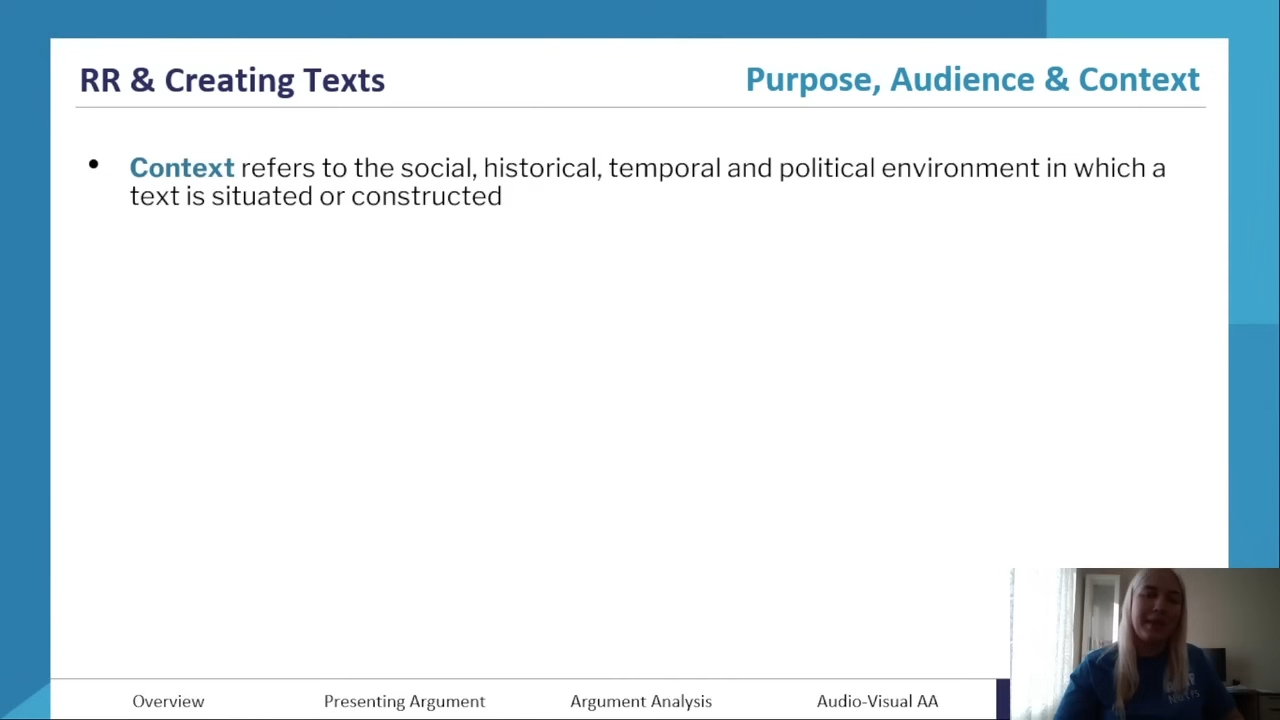 RR & Creating Texts
Purpose, Audience & Context
• Context refers to the social, historical, temporal and political environment in which a
text is situated or constructed
Overview
Presenting Argument
Argument Analysis
Audio-Visual AA